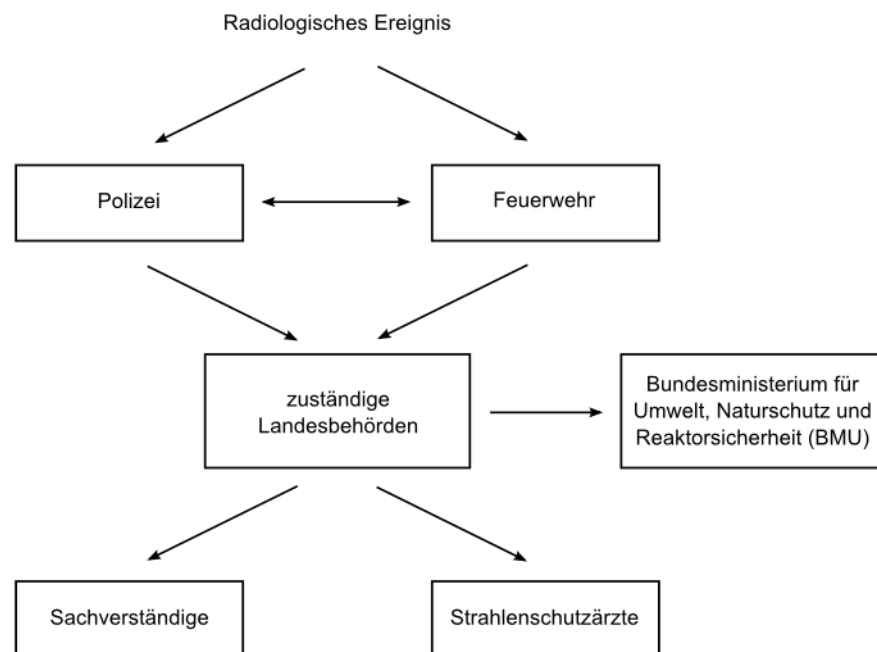 Radiologisches Ereignis
Polizei
Feuerwehr
zuständige
Landesbehörden
Bundesministerium für
Umwelt, Naturschutz und
Reaktorsicherheit (BMU)
Sachverständige
Strahlenschutzärzte